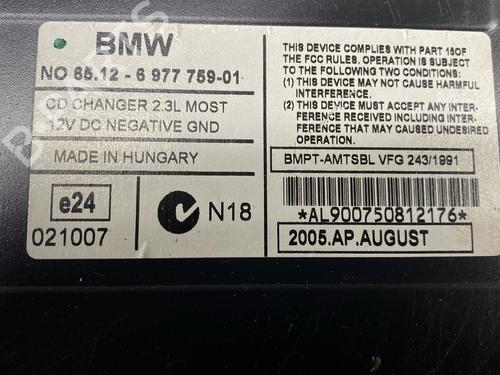 BMW
NO 65.12 - 6 977 759-01
CD CHANGER 2.3L MOST
12V DC NEGATIVE GND
MADE IN HUNGARY
e24
021007
N18
THIS DEVICE COMPLIES WITH PART 15OF
THE FCC RULES, OPERATION IS SUBJECT
TO THE FOLLOWING TWO CONDITIONS:
(1) THIS DEVICE MAY NOT CAUSE HARMFUL
INTERFERENCE.
(2) THIS DEVICE MUST ACCEPT ANY INTER-
FERENCE RECEIVED INCLUDING INTER-
FERENCE THAT MAY CAUSED UNDESIRED
OPERATION.
BMPT-AMTSBL VFG 243/1991
*AL900750812176*
2005.AP.AUGUST